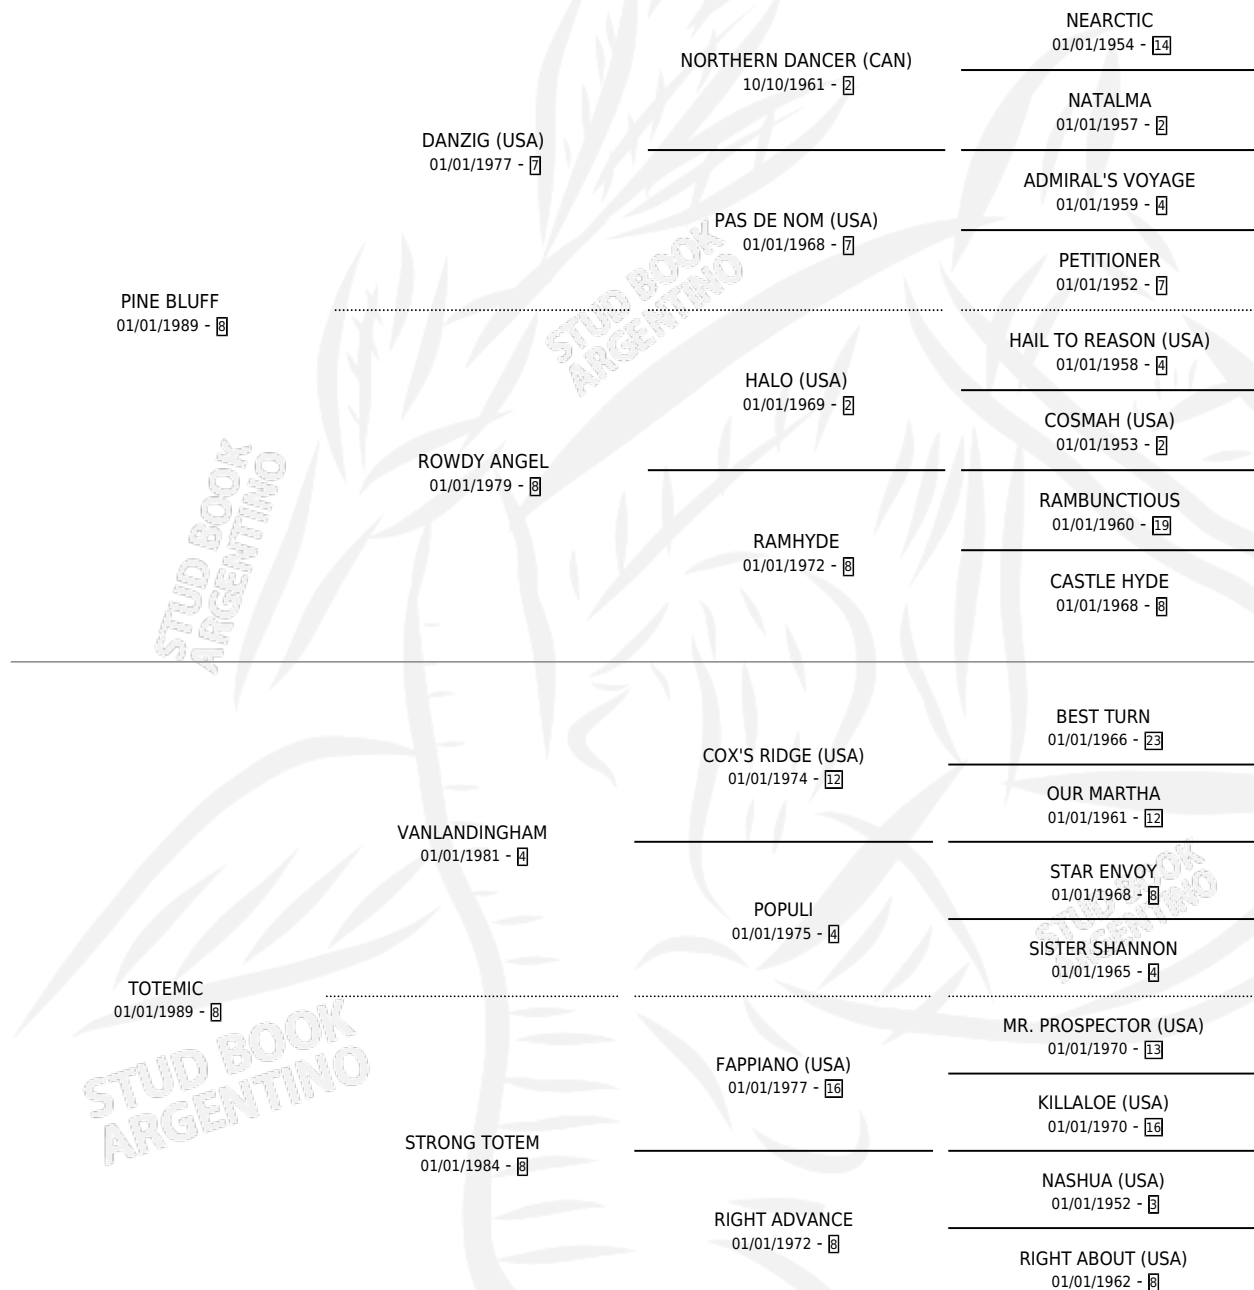 NEARCTIC
01/01/1954 - 14
NORTHERN DANCER (CAN)
10/10/1961 - 2
NATALMA
01/01/1957 - 2
DANZIG (USA)
01/01/1977 - 7
ADMIRAL'S VOYAGE
01/01/1959 - 4
PAS DE NOM (USA)
01/01/1968 - 7
PETITIONER
01/01/1952 - 7
PINE BLUFF
01/01/1989 - 8
STUD BOOK
ARGENTINO
HAIL TO REASON (USA)
01/01/1958 - 4
HALO (USA)
01/01/1969 - 2
COSMAH (USA)
01/01/1953 - 2
ROWDY ANGEL
01/01/1979 - 8
RAMBUNCTIOUS
01/01/1960 - 19
RAMHYDE
01/01/1972 - 8
CASTLE HYDE
01/01/1968 - 8
STUD BOOK
ARGENTINO
BEST TURN
01/01/1966 - 23
COX'S RIDGE (USA)
01/01/1974 - 12
OUR MARTHA
01/01/1961 - 12
VANLANDINGHAM
01/01/1981 - 4
STAR ENVOY
01/01/1968 - 8
POPULI
01/01/1975 - 4
SISTER SHANNON
01/01/1965 - 4
STUD BOOK
ARGENTINO
TOTEMIC
01/01/1989 - 8
MR. PROSPECTOR (USA)
01/01/1970 - 13
FAPPIANO (USA)
01/01/1977 - 16
KILLALOE (USA)
01/01/1970 - 16
STUD BOOK
ARGENTINO
STRONG TOTEM
01/01/1984 - 8
NASHUA (USA)
01/01/1952 - 3
RIGHT ADVANCE
01/01/1972 - 8
RIGHT ABOUT (USA)
01/01/1962 - 8